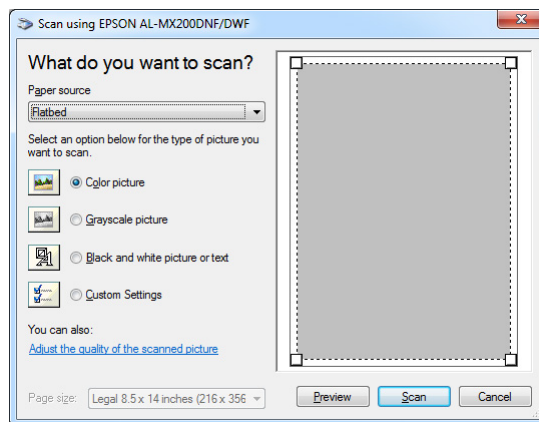 Scan using EPSON AL-MX200DNF/DWF
What do you want to scan?
Paper source
Flatbed
Select an option below for the type of picture you
want to scan.
Color picture
Grayscale picture
Black and white picture or text
Custom Settings
You can also:
Adjust the quality of the scanned picture
Page size: Legal 8.5 x 14 inches (216 x 356
Preview Scan Cancel